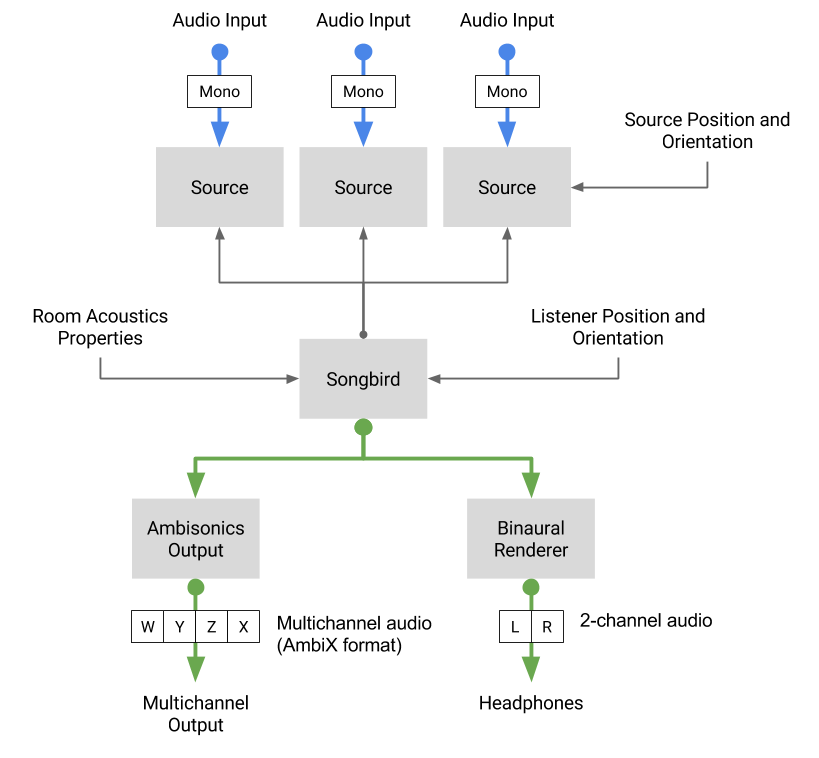 Audio Input
Audio Input
Audio Input
Mono
Mono
Mono
Source Position and
Orientation
Source
Source
Source
Room Acoustics
Properties
Listener Position and
Orientation
Songbird
Ambisonics
Output
Binaural
Renderer
W Y Z X
Multichannel audio
(AmbiX format)
L R
2-channel audio
Multichannel
Output
Headphones